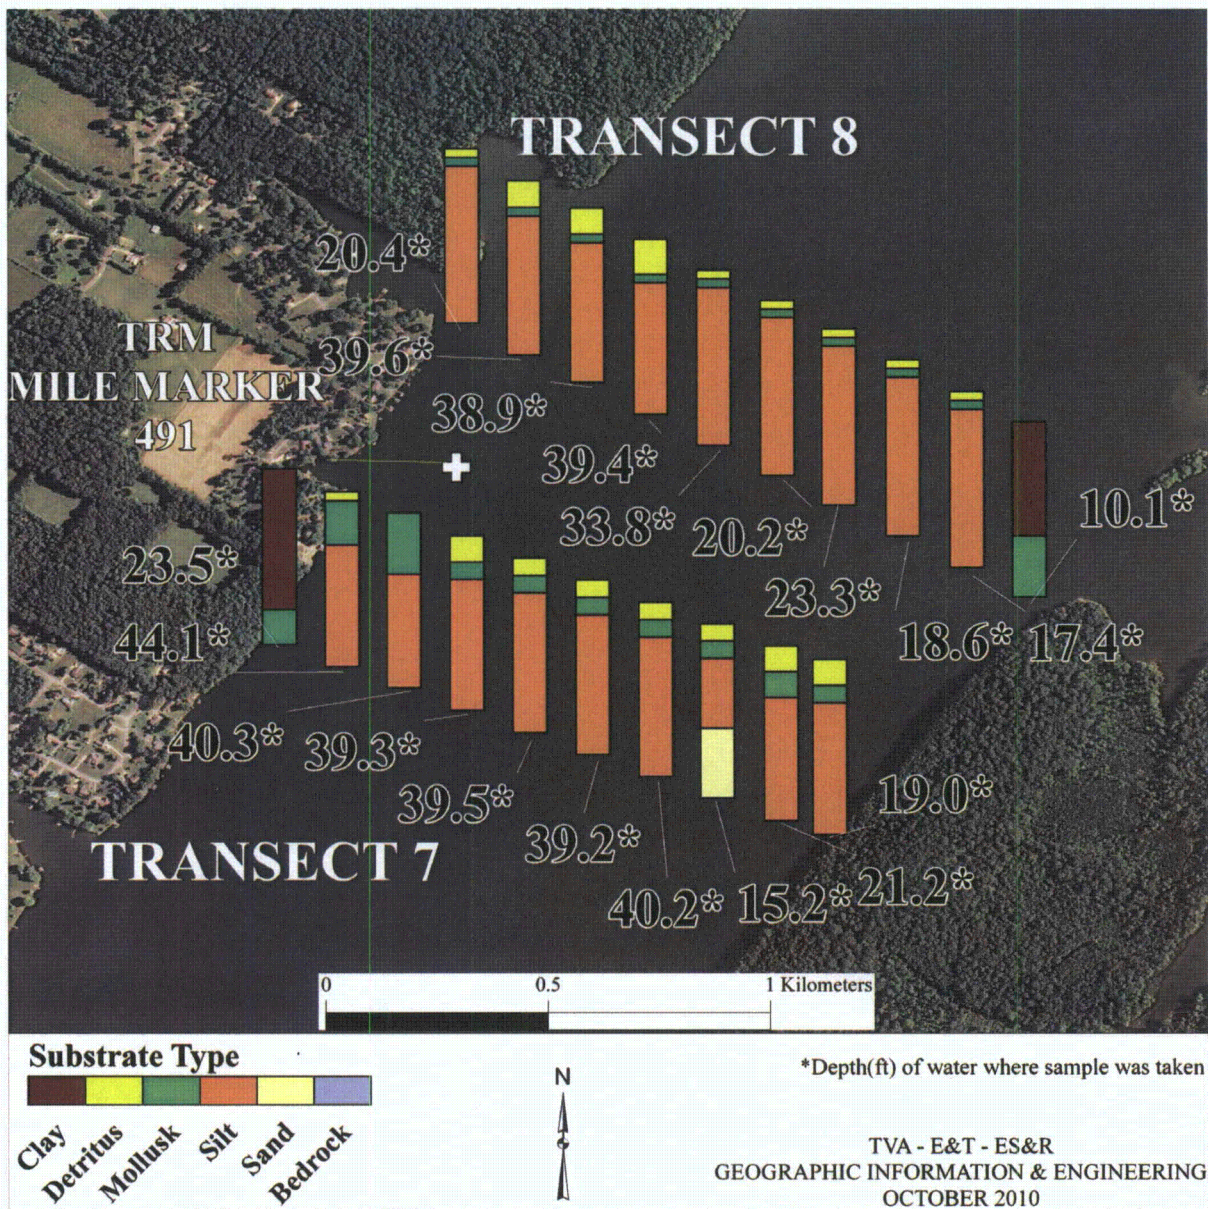 TRANSECT 8
20.4*
TRM
MILE MARKER
491
39.6*
38.9*
39.4*
33.8*
20.2*
23.3*
18.6*
17.4*
10.1*
23.5*
44.1*
40.3*
39.3*
39.5*
39.2*
40.2*
15.2*
21.2*
19.0*
TRANSECT 7
0 0.5 1 Kilometers
Substrate Type
Clay
Detritus
Mollusk
Silt
Sand
Bedrock
N
*Depth(ft) of water where sample was taken
TVA - E&T - ES&R
GEOGRAPHIC INFORMATION & ENGINEERING
OCTOBER 2010